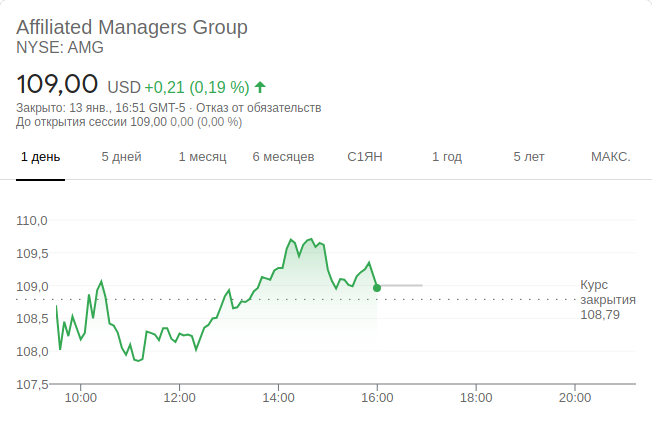 Affiliated Managers Group
NYSE: AMG
109,00 USD +0,21 (0,19 %)
Закрыто: 13 янв., 16:51 GMT-5 · Отказ от обязательств
До открытия сессии 109,00 0,00 (0,00 %)
1 день 5 дней 1 месяц 6 месяцев С1ЯН 1 год 5 лет МАКС.
110,0
109,5
109,0
108,5
108,0
107,5
Курс
закрытия
108,79
10:00 12:00 14:00 16:00 18:00 20:00